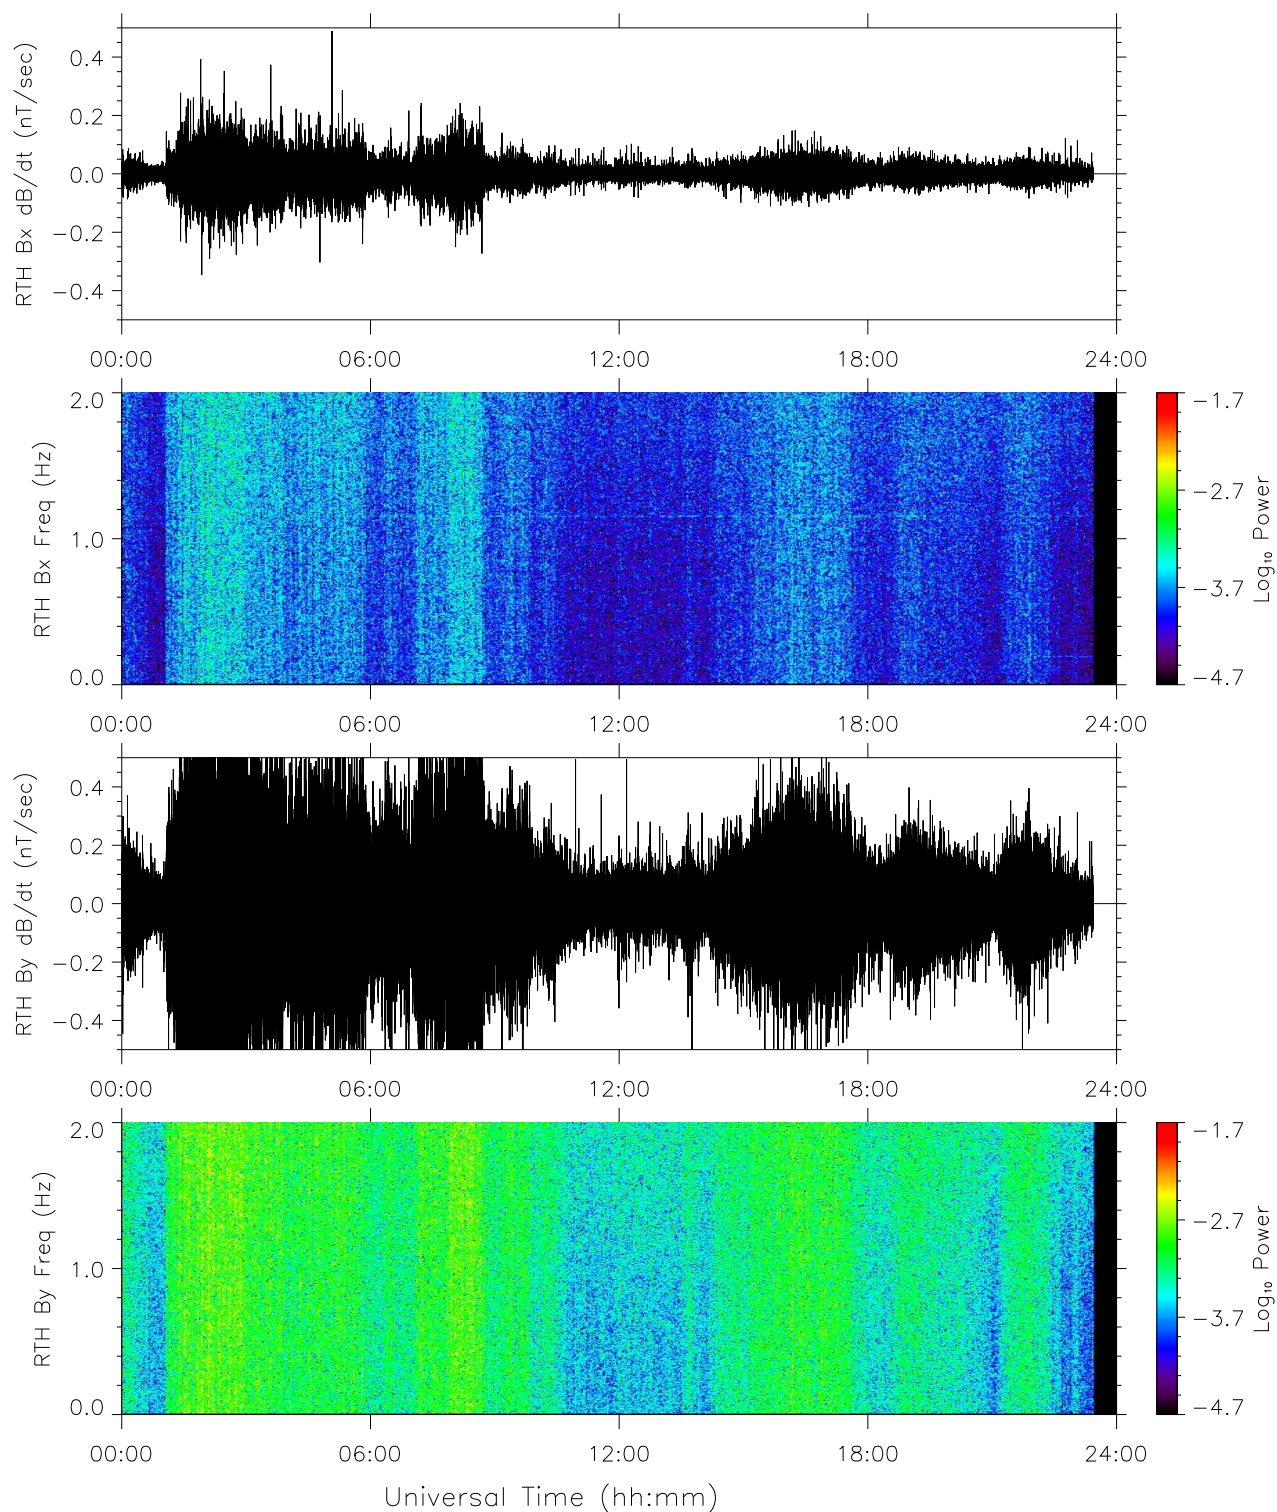 RTH Bx dB/dt (nT/sec)
0.4
0.2
0.0
−0.2
−0.4
00:00 06:00 12:00 18:00 24:00
RTH Bx Freq (Hz)
2.0
1.0
0.0
−1.7
−2.7
−3.7
−4.7
Log₁₀ Power
00:00 06:00 12:00 18:00 24:00
RTH By dB/dt (nT/sec)
0.4
0.2
0.0
−0.2
−0.4
00:00 06:00 12:00 18:00 24:00
RTH By Freq (Hz)
2.0
1.0
0.0
−1.7
−2.7
−3.7
−4.7
Log₁₀ Power
00:00 06:00 12:00 18:00 24:00
Universal Time (hh:mm)